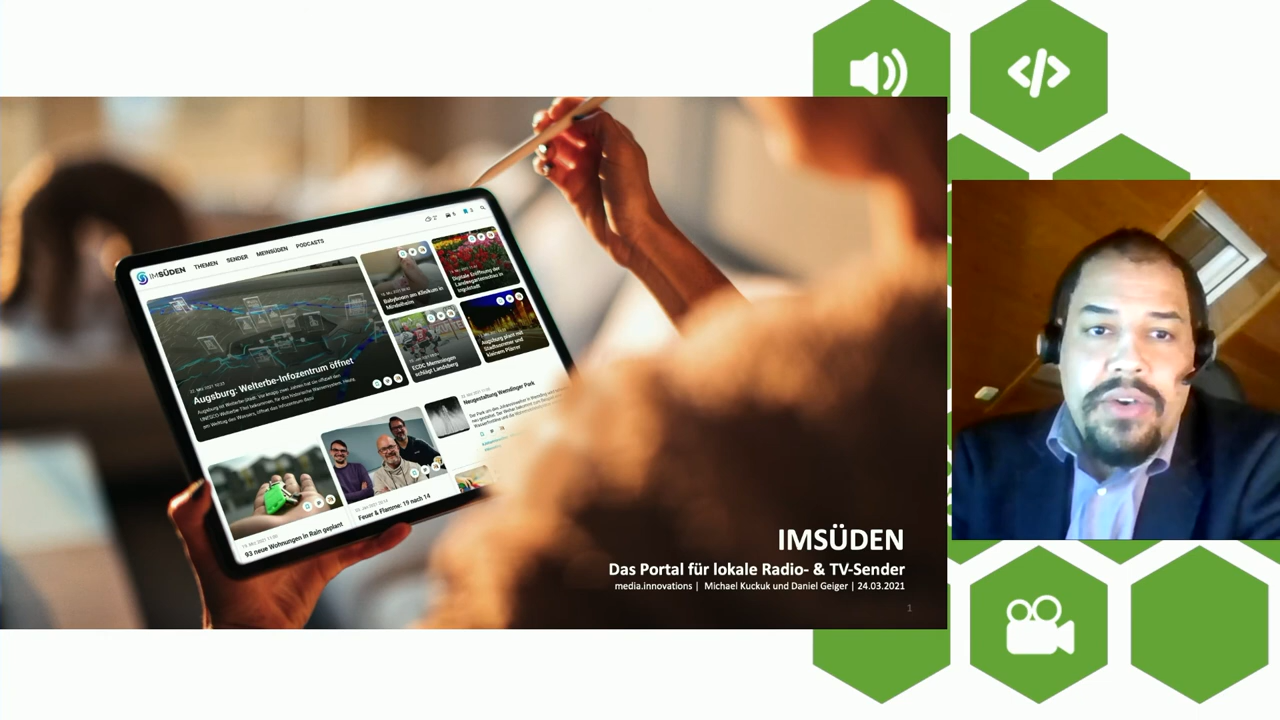 IMSÜDEN
THEMEN
SENDER
MEINSÜDEN
PODCASTS
Augsburg: Welterbe-Infozentrum öffnet
Babyboom am Klinikum in
Mindelheim
Digitale Eröffnung der
Landesgartenschau in
Ingolstadt
ECDC Memmingen
schlägt Landsberg
Augsburg plant mit
Stadtsommer und
kleinem Plärrer
Neugestaltung Wemdinger Park
93 neue Wohnungen in Rain geplant
Feuer & Flamme: 19 nach 14
IMSÜDEN
Das Portal für lokale Radio- & TV-Sender
media.innovations | Michael Kuckuk und Daniel Geiger | 24.03.2021
1